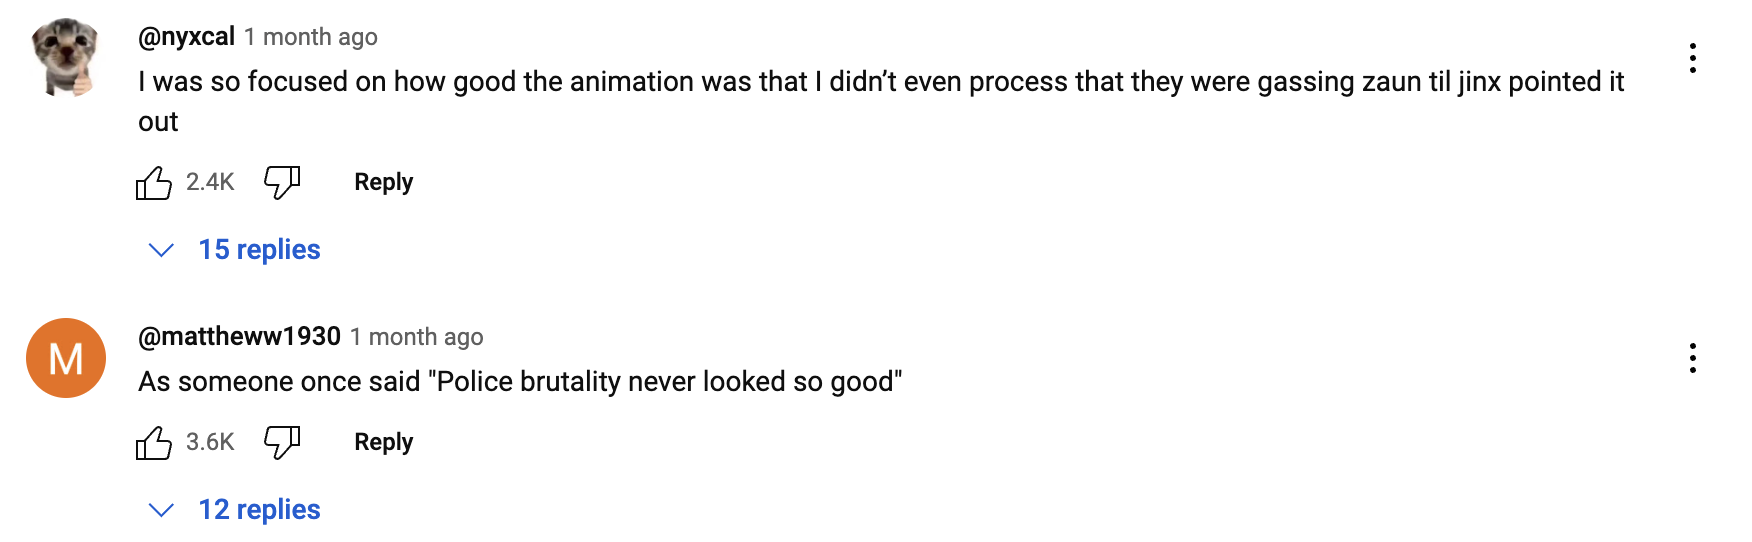 @nyxcal 1 month ago
I was so focused on how good the animation was that I didn’t even process that they were gassing zaun til jinx pointed it
out
2.4K Reply
15 replies
M
@mattheww1930 1 month ago
As someone once said "Police brutality never looked so good"
3.6K Reply
12 replies